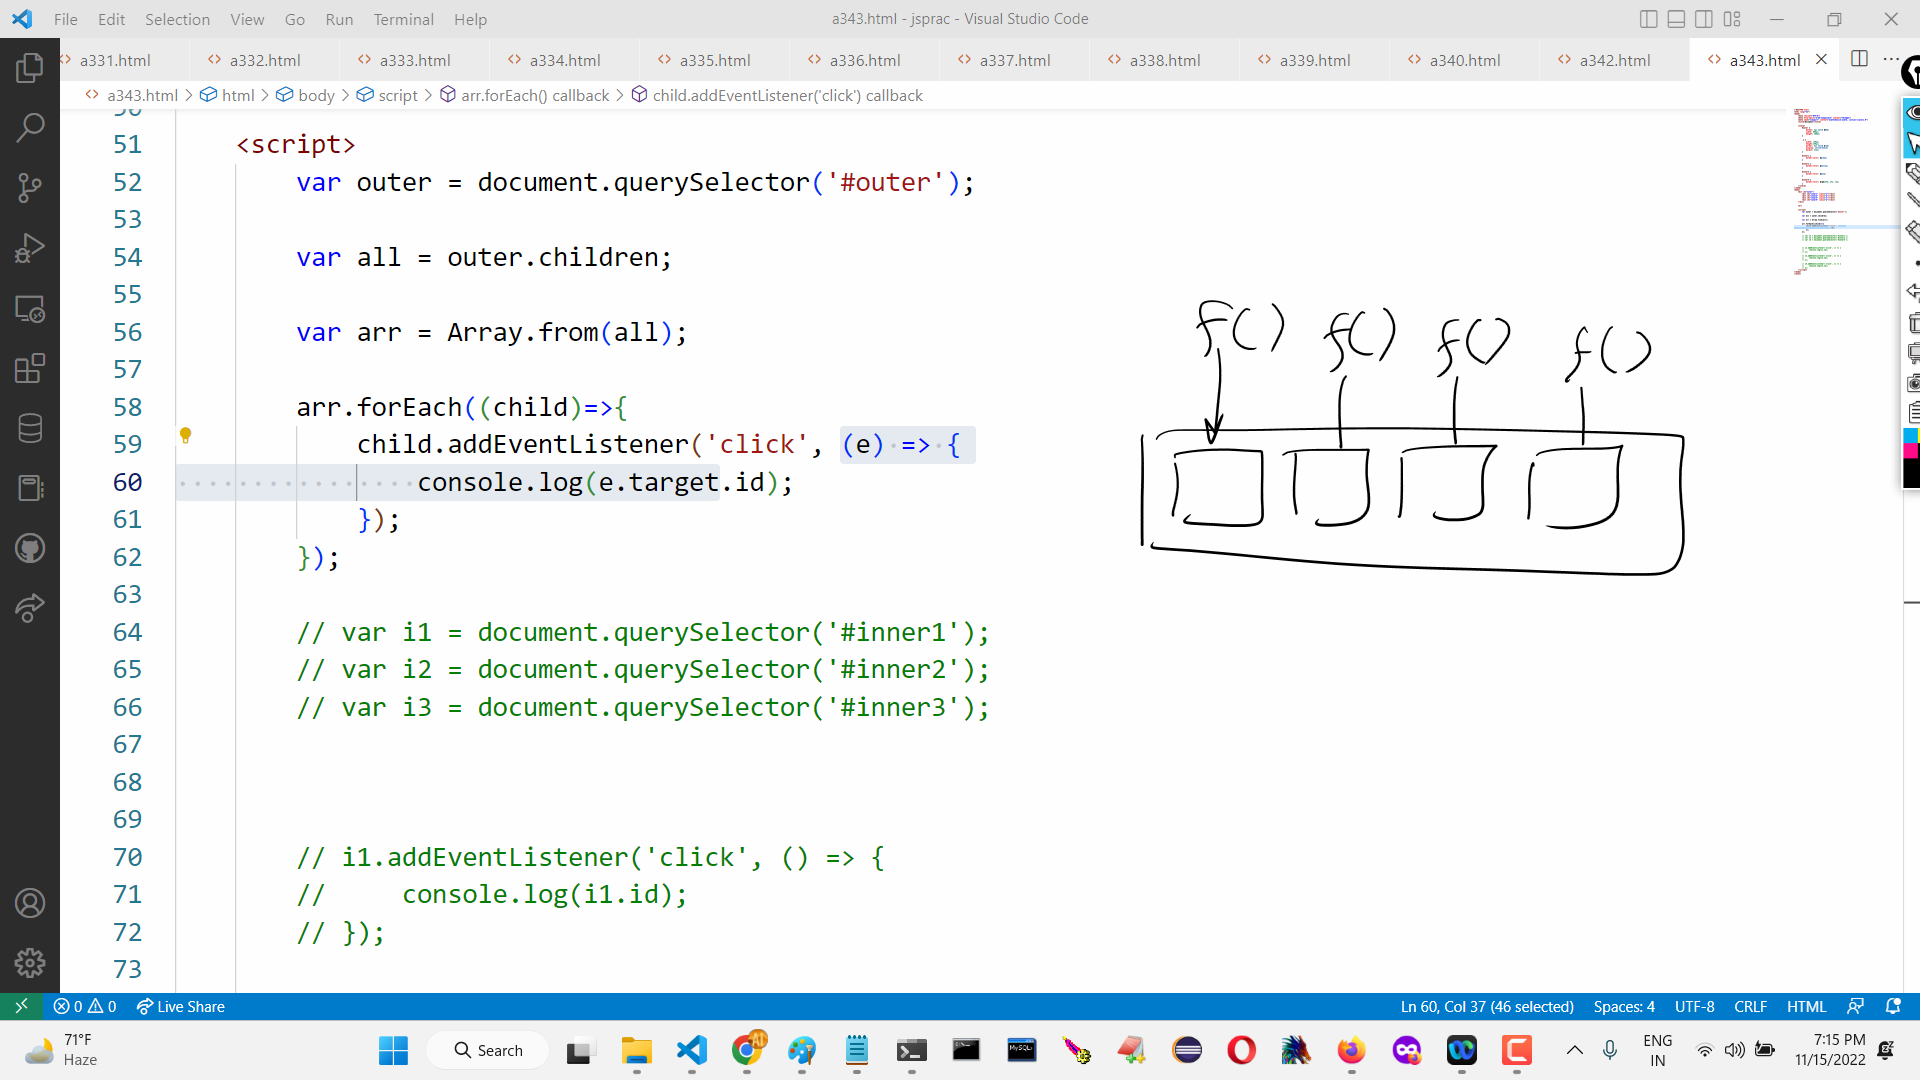 File Edit Selection View Go Run Terminal Help
a343.html - jsprac - Visual Studio Code
a331.html a332.html a333.html a334.html a335.html a336.html a337.html a338.html a339.html a340.html a342.html a343.html
a343.html > html > body > script > arr.forEach() callback > child.addEventListener('click') callback
51 <script>
52 var outer = document.querySelector('#outer');
53
54 var all = outer.children;
55
56 var arr = Array.from(all);
57
58 arr.forEach((child)=>{
59 child.addEventListener('click', (e) => {
60 console.log(e.target.id);
61 });
62 });
63
64 // var i1 = document.querySelector('#inner1');
65 // var i2 = document.querySelector('#inner2');
66 // var i3 = document.querySelector('#inner3');
67
68
69
70 // i1.addEventListener('click', () => {
71 // console.log(i1.id);
72 // });
73
f() f() f() f()
0 0 Live Share
Ln 60, Col 37 (46 selected) Spaces: 4 UTF-8 CRLF HTML
71°F
Haze
Search
ENG
IN
7:15 PM
11/15/2022